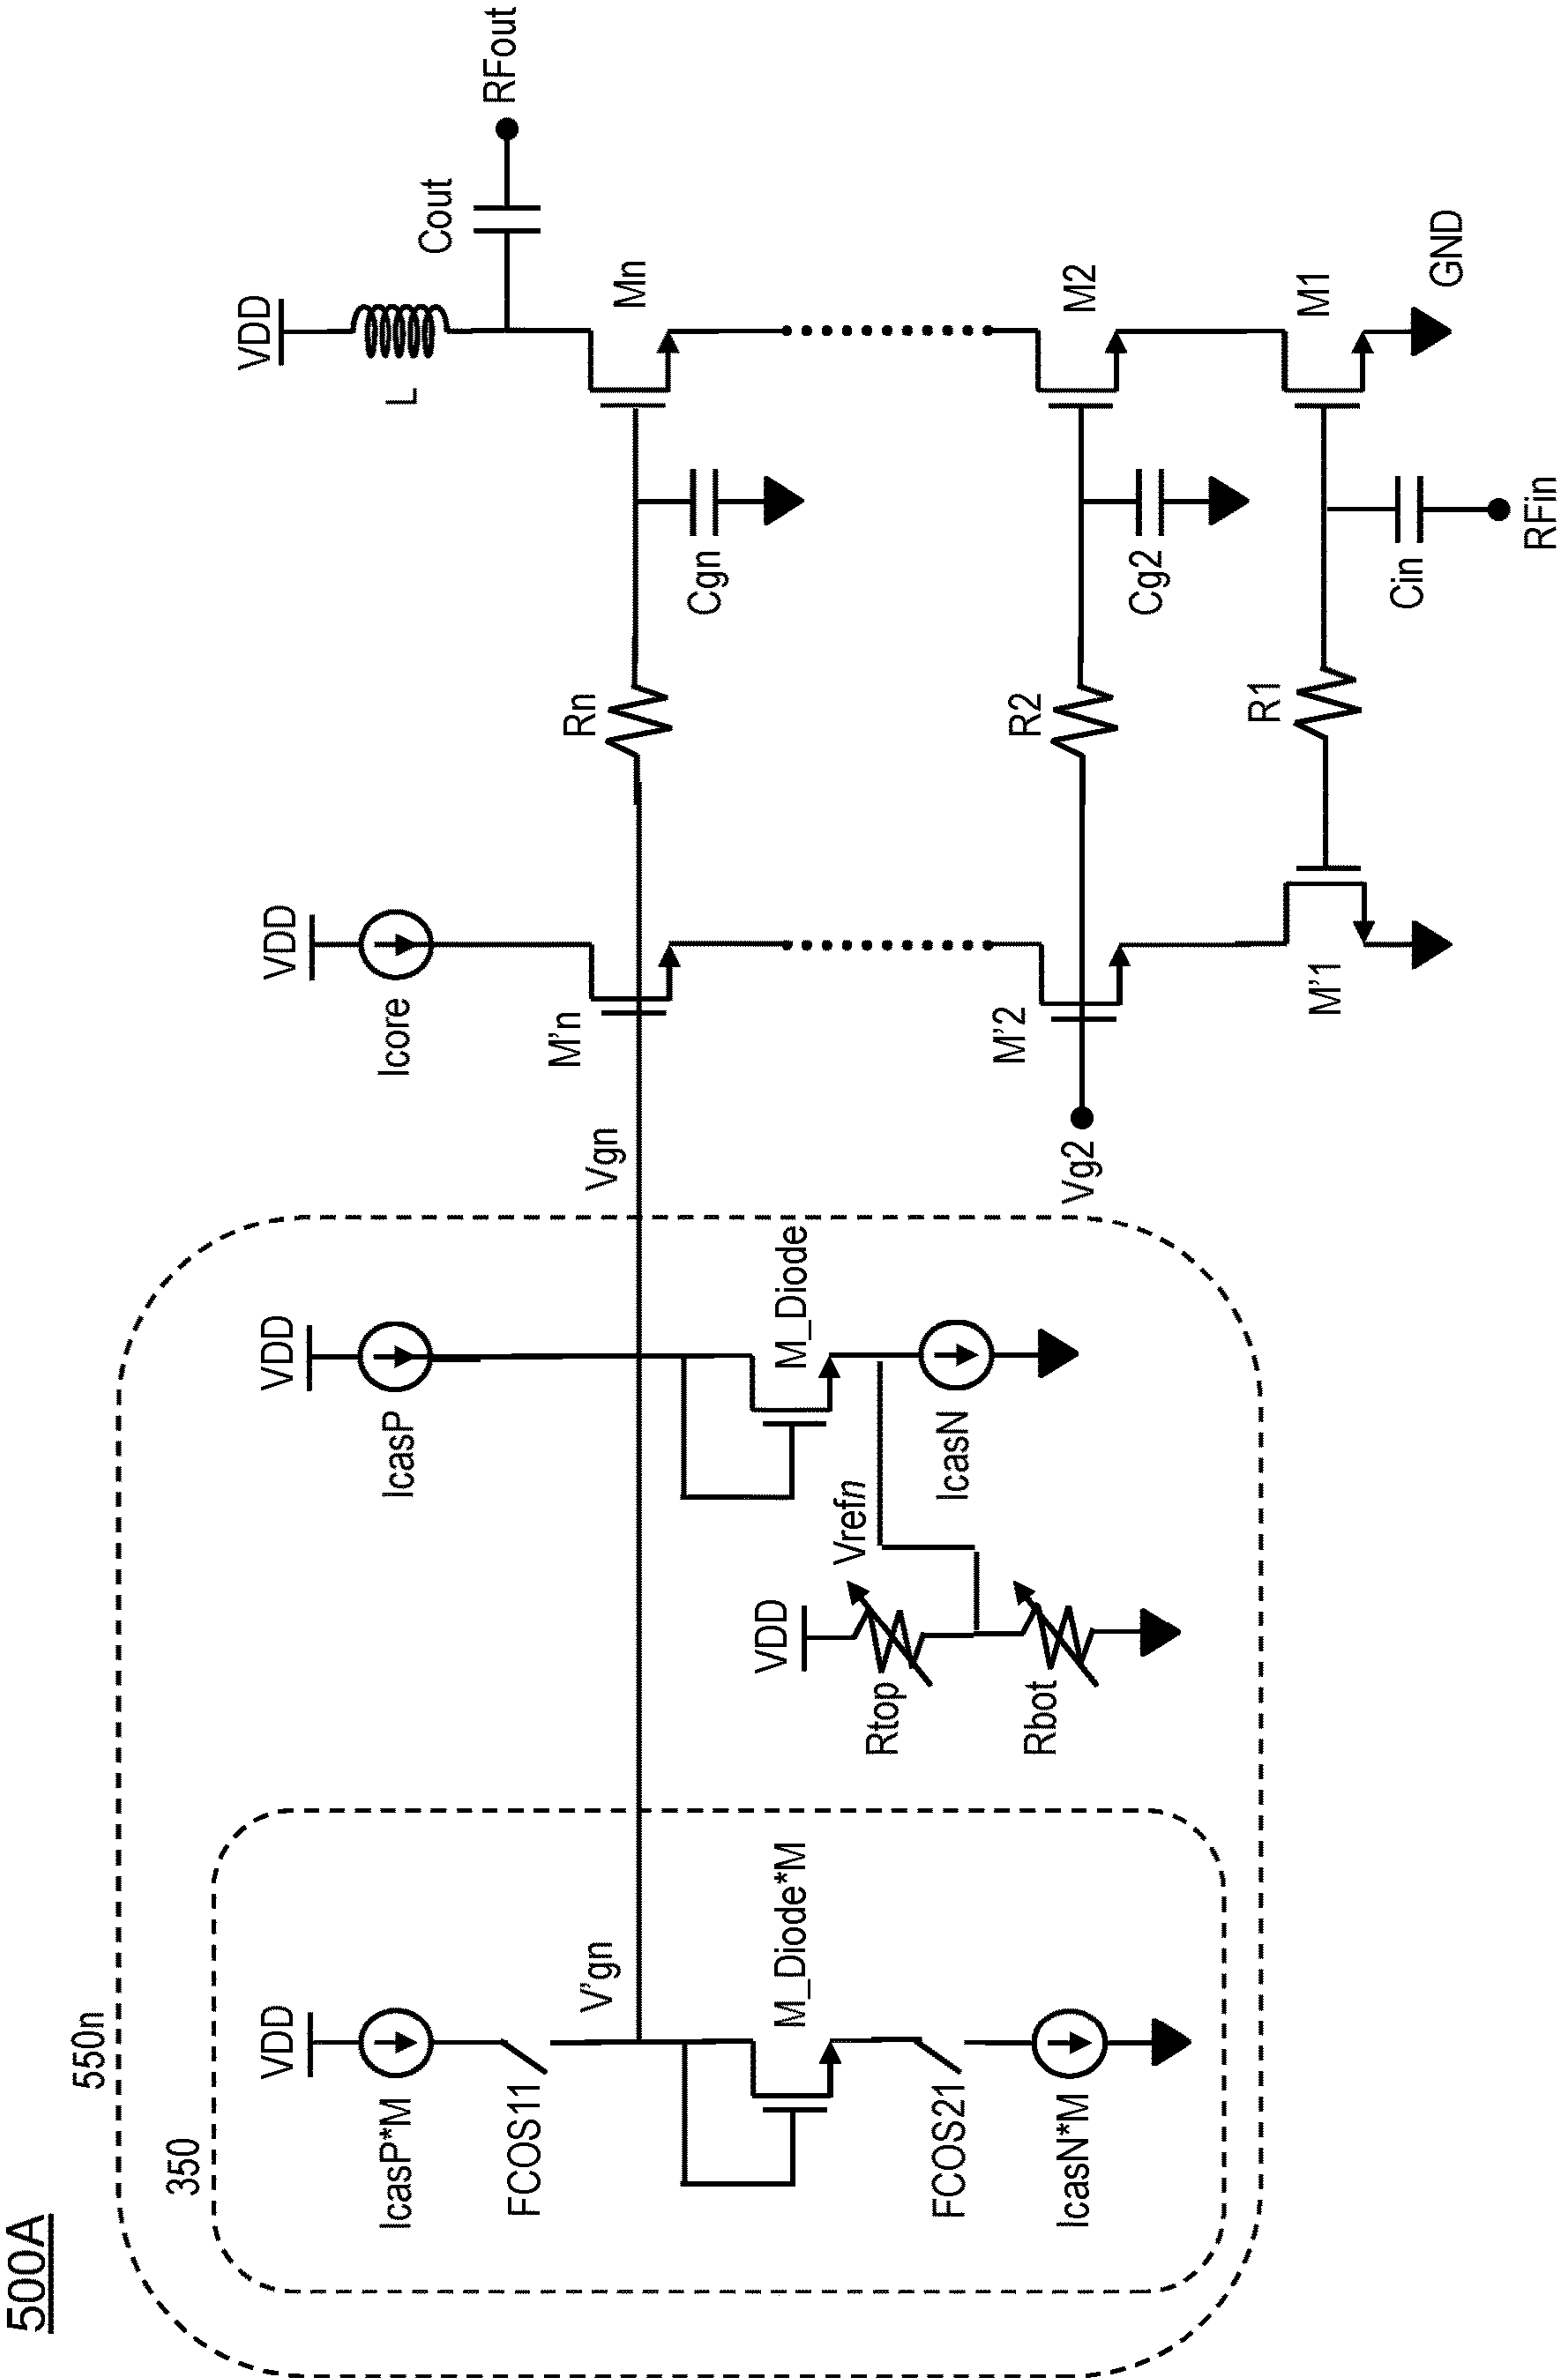 500A
550n
350
VDD
IcasP*M
FCOS11
V'gn
M_Diode*M
FCOS21
IcasN*M
VDD
IcasP
M_Diode
Vrefn
IcasN
VDD
Rtop
Rbot
Vgn
Vg2
VDD
Icore
M'n
M'2
M'1
Rn
R2
R1
Cgn
Cg2
Cin
RFin
VDD
L
Cout
RFout
Mn
M2
M1
GND